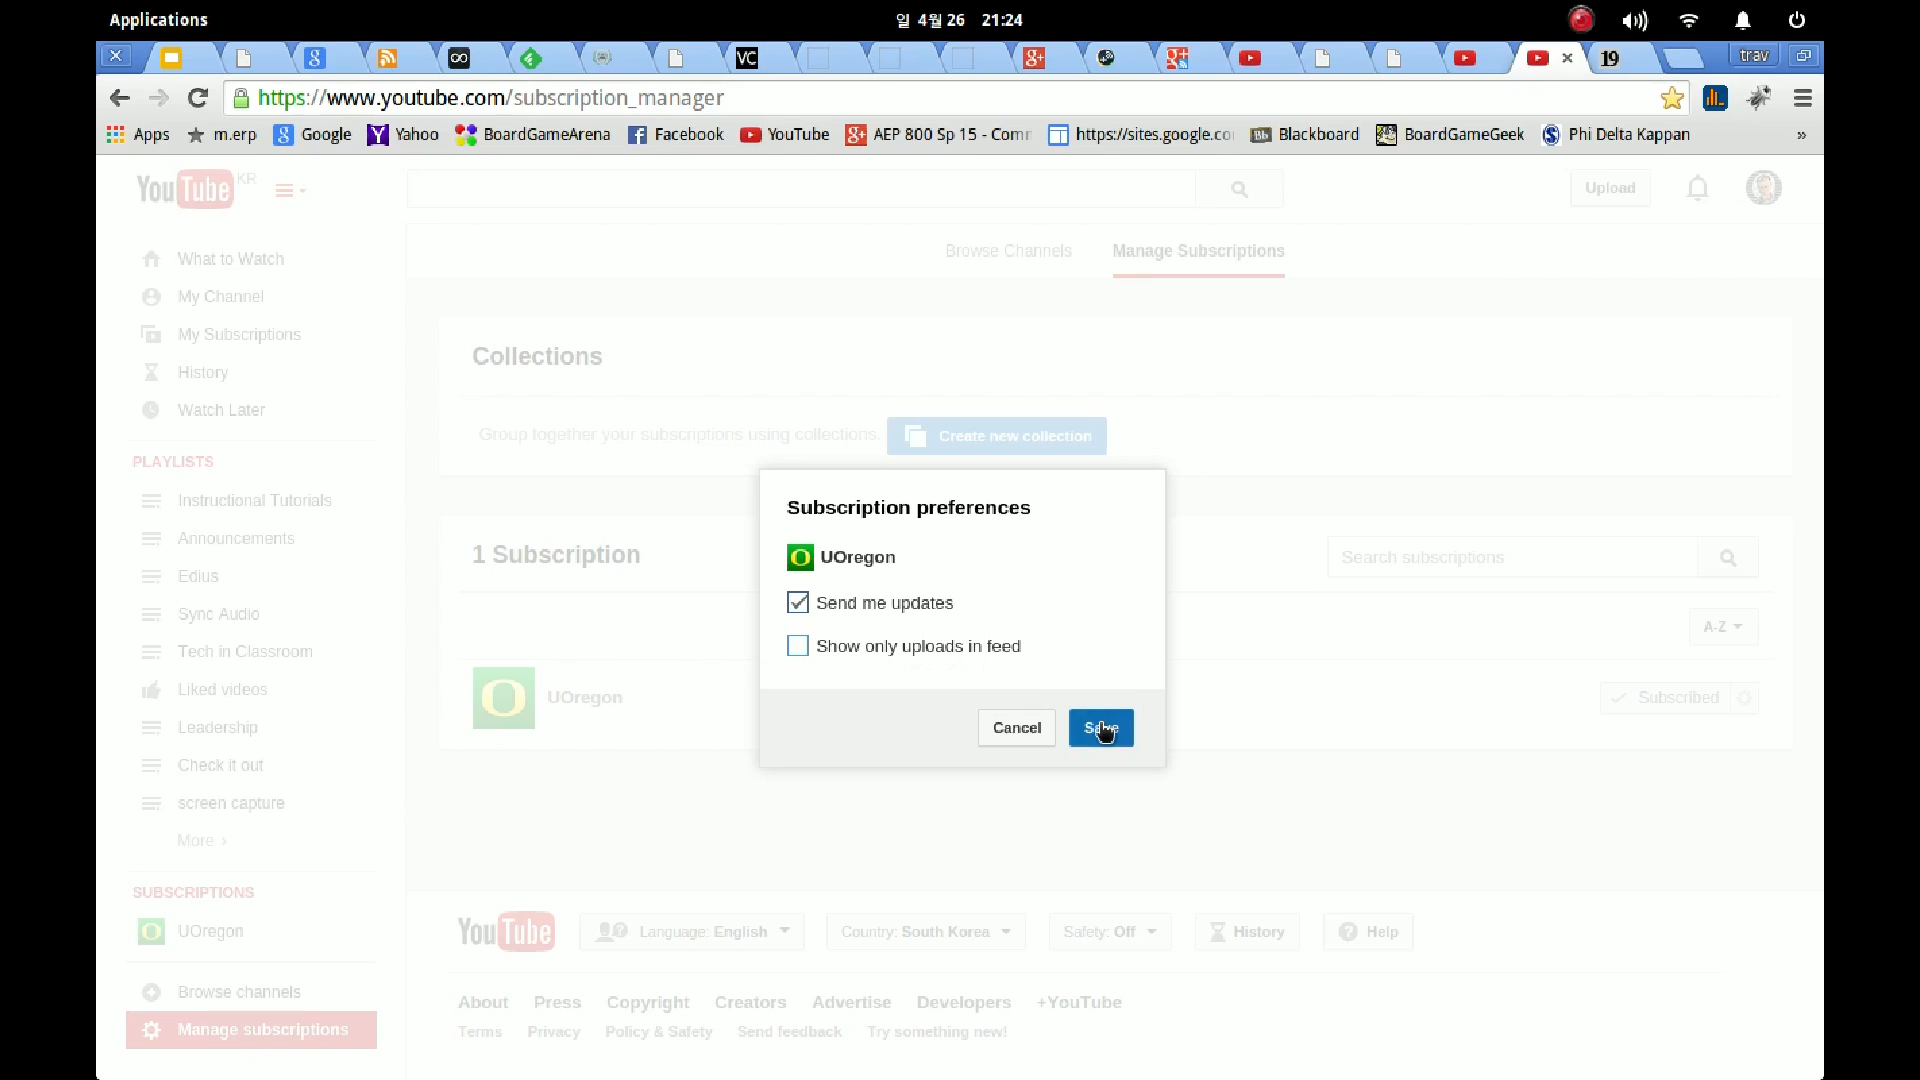 Applications
일 4월 26 21:24
trav
https://www.youtube.com/subscription_manager
Apps
m.erp
Google
Yahoo
BoardGameArena
Facebook
YouTube
AEP 800 Sp 15 - Comm
https://sites.google.co
Blackboard
BoardGameGeek
Phi Delta Kappan
»
YouTube KR
Upload
What to Watch
My Channel
My Subscriptions
History
Watch Later
PLAYLISTS
Instructional Tutorials
Announcements
Edius
Sync Audio
Tech in Classroom
Liked videos
Leadership
Check it out
screen capture
More ›
SUBSCRIPTIONS
UOregon
Browse channels
Manage subscriptions
Browse Channels
Manage Subscriptions
Collections
Group together your subscriptions using collections.
Create new collection
1 Subscription
Search subscriptions
A-Z
UOregon
Subscribed
Subscription preferences
UOregon
Send me updates
Show only uploads in feed
Cancel
Save
YouTube
Language: English
Country: South Korea
Safety: Off
History
Help
About Press Copyright Creators Advertise Developers +YouTube
Terms Privacy Policy & Safety Send feedback Try something new!